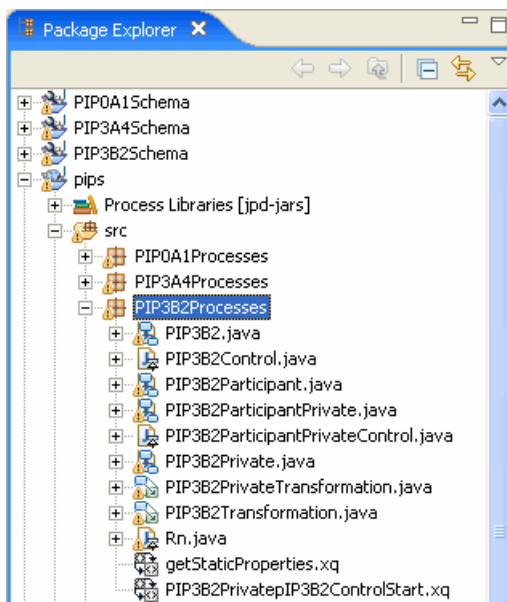 Package Explorer
PIP0A1Schema
PIP3A4Schema
PIP3B2Schema
pips
Process Libraries [jpd-jars]
src
PIP0A1Processes
PIP3A4Processes
PIP3B2Processes
PIP3B2.java
PIP3B2Control.java
PIP3B2Participant.java
PIP3B2ParticipantPrivate.java
PIP3B2ParticipantPrivateControl.java
PIP3B2Private.java
PIP3B2PrivateTransformation.java
PIP3B2Transformation.java
Rn.java
getStaticProperties.xq
PIP3B2PrivatepIP3B2ControlStart.xq